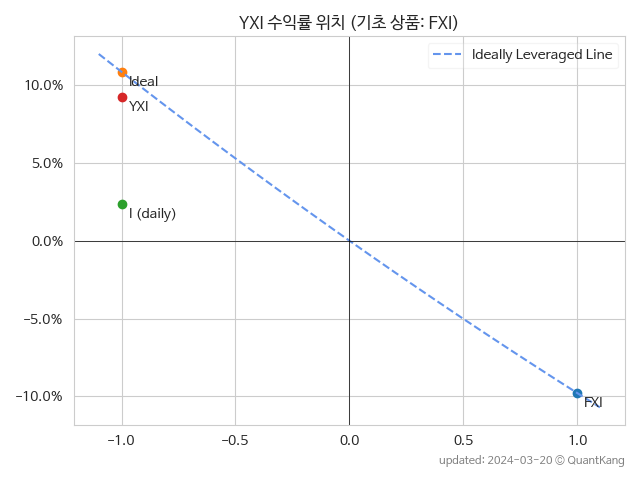 YXI 수익률 위치 (기초 상품: FXI)
Ideally Leveraged Line
10.0%
5.0%
0.0%
−5.0%
−10.0%
Ideal
YXI
I (daily)
FXI
−1.0
−0.5
0.0
0.5
1.0
updated: 2024-03-20 © QuantKang